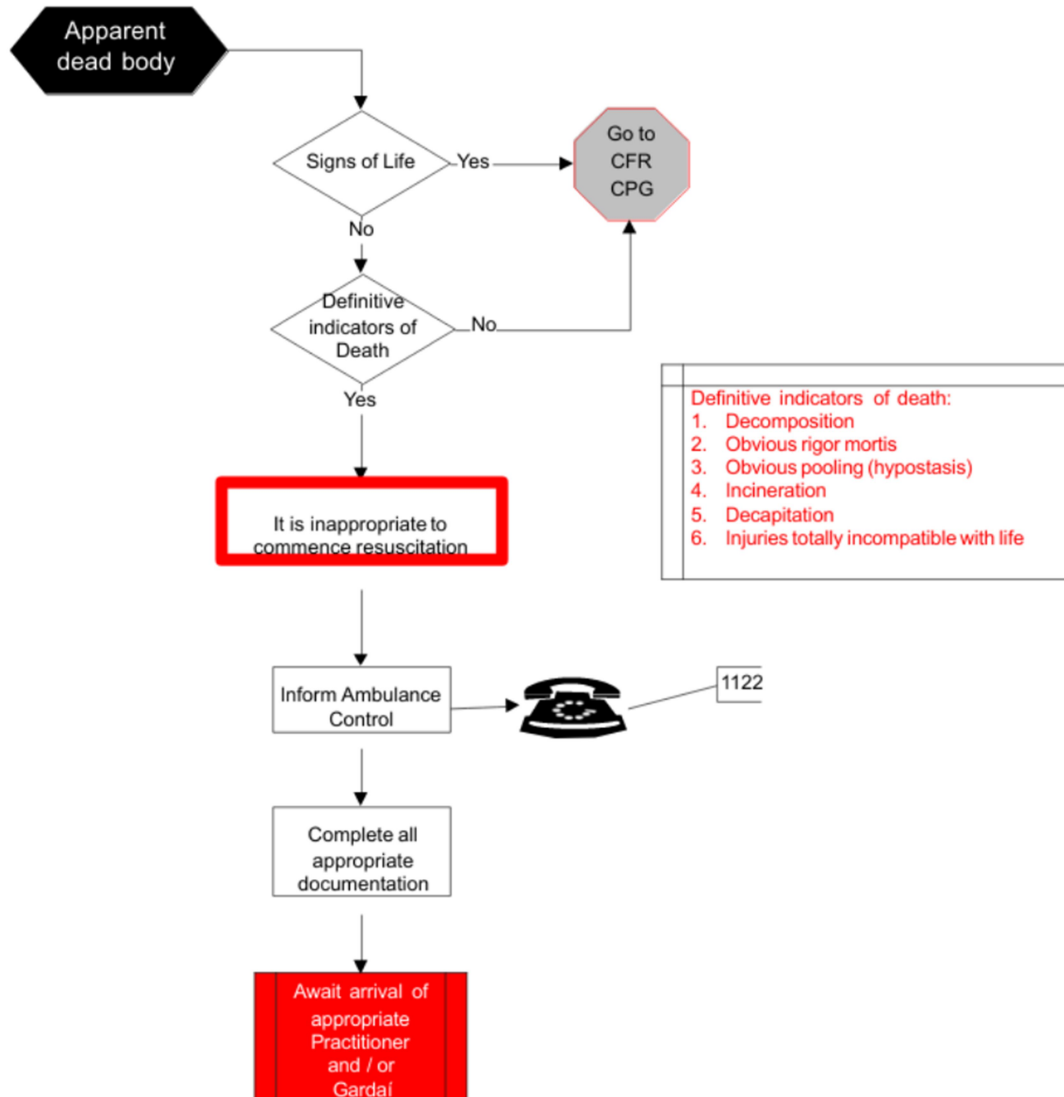 Apparent
dead body
Signs of Life
Yes
Go to
CFR
CPG
No
Definitive
indicators of
Death
No
Yes
Definitive indicators of death:
1. Decomposition
2. Obvious rigor mortis
3. Obvious pooling (hypostasis)
4. Incineration
5. Decapitation
6. Injuries totally incompatible with life
It is inappropriate to
commence resuscitation
Inform Ambulance
Control
1122
Complete all
appropriate
documentation
Await arrival of
appropriate
Practitioner
and / or
Gardaí